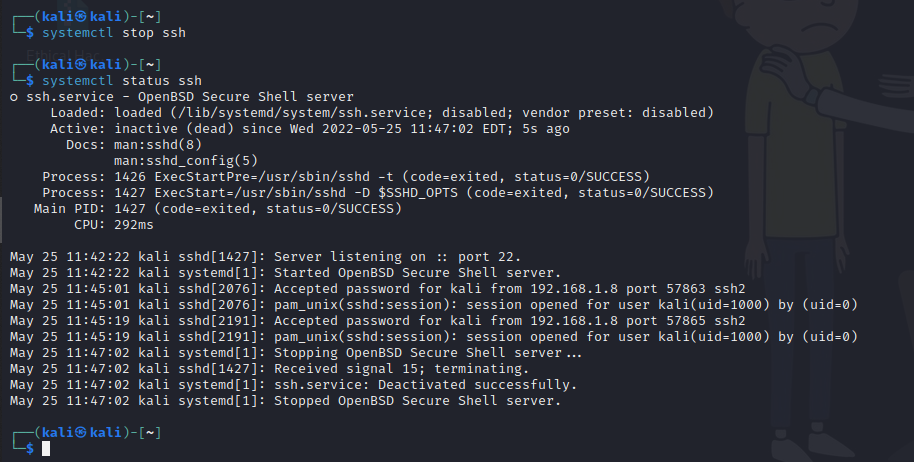 ┌──(kali㉿kali)-[~]
└─$ systemctl stop ssh
Ethical Hac
┌──(kali㉿kali)-[~]
└─$ systemctl status ssh
○ ssh.service - OpenBSD Secure Shell server
     Loaded: loaded (/lib/systemd/system/ssh.service; disabled; vendor preset: disabled)
     Active: inactive (dead) since Wed 2022-05-25 11:47:02 EDT; 5s ago
       Docs: man:sshd(8)
             man:sshd_config(5)
    Process: 1426 ExecStartPre=/usr/sbin/sshd -t (code=exited, status=0/SUCCESS)
    Process: 1427 ExecStart=/usr/sbin/sshd -D $SSHD_OPTS (code=exited, status=0/SUCCESS)
   Main PID: 1427 (code=exited, status=0/SUCCESS)
        CPU: 292ms

May 25 11:42:22 kali sshd[1427]: Server listening on :: port 22.
May 25 11:42:22 kali systemd[1]: Started OpenBSD Secure Shell server.
May 25 11:45:01 kali sshd[2076]: Accepted password for kali from 192.168.1.8 port 57863 ssh2
May 25 11:45:01 kali sshd[2076]: pam_unix(sshd:session): session opened for user kali(uid=1000) by (uid=0)
May 25 11:45:19 kali sshd[2191]: Accepted password for kali from 192.168.1.8 port 57865 ssh2
May 25 11:45:19 kali sshd[2191]: pam_unix(sshd:session): session opened for user kali(uid=1000) by (uid=0)
May 25 11:47:02 kali systemd[1]: Stopping OpenBSD Secure Shell server...
May 25 11:47:02 kali sshd[1427]: Received signal 15; terminating.
May 25 11:47:02 kali systemd[1]: ssh.service: Deactivated successfully.
May 25 11:47:02 kali systemd[1]: Stopped OpenBSD Secure Shell server.

┌──(kali㉿kali)-[~]
└─$